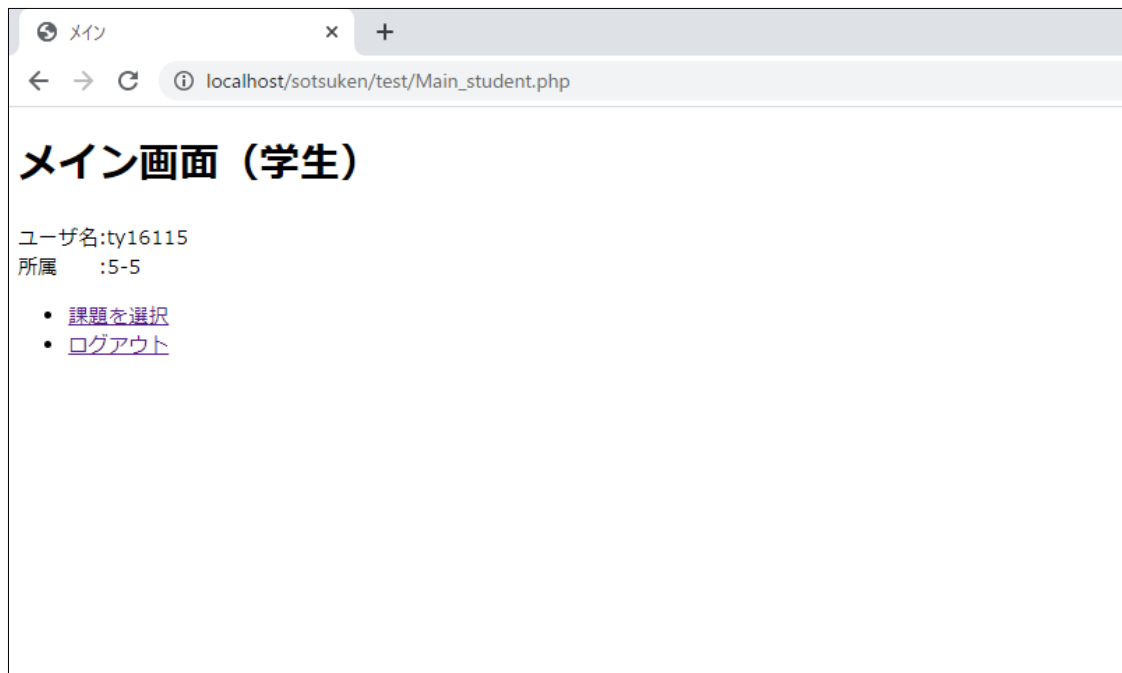 メイン
localhost/sotsuken/test/Main_student.php
メイン画面（学生）
ユーザ名:ty16115
所属　　:5-5
課題を選択
ログアウト